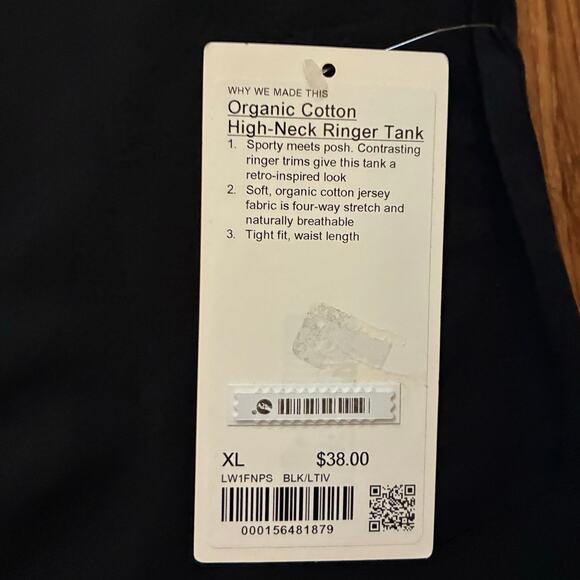 WHY WE MADE THIS
Organic Cotton
High-Neck Ringer Tank
1. Sporty meets posh. Contrasting
ringer trims give this tank a
retro-inspired look
2. Soft, organic cotton jersey
fabric is four-way stretch and
naturally breathable
3. Tight fit, waist length
XL $38.00
LW1FNPS BLK/LTIV
000156481879